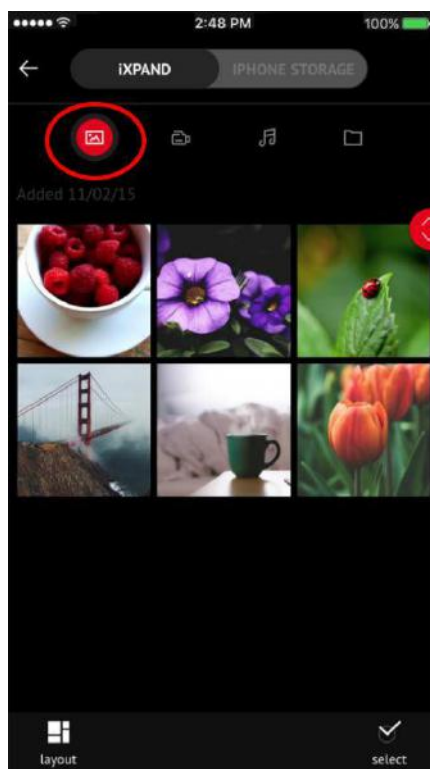 2:48 PM 100%
iXPAND IPHONE STORAGE
Added 11/02/15
layout select